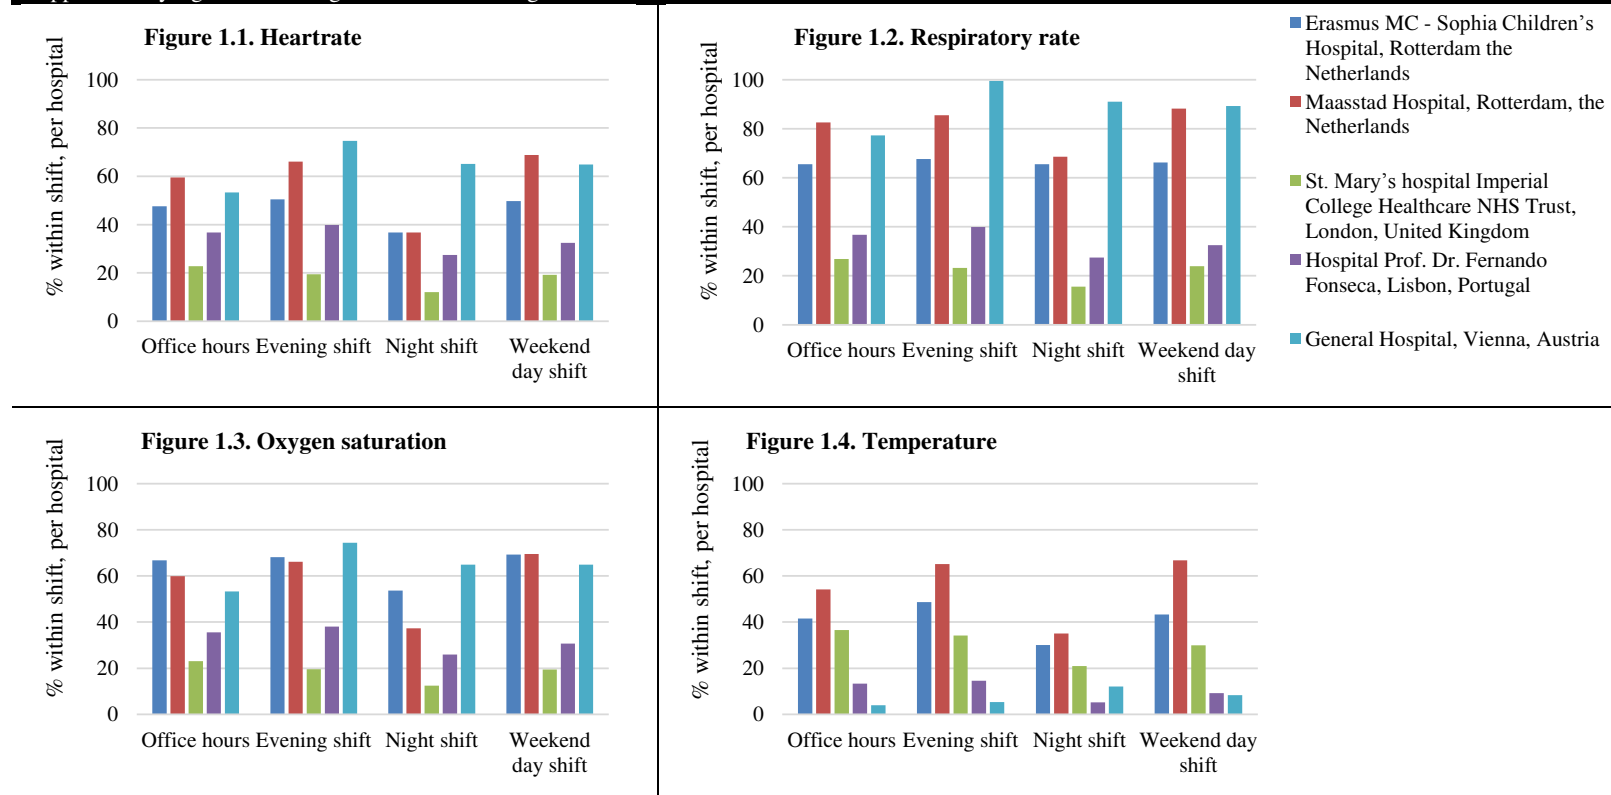 Figure 1.1. Heartrate
% within shift, per hospital
100
80
60
40
20
0
Office hours Evening shift Night shift Weekend
day shift
Figure 1.2. Respiratory rate
% within shift, per hospital
100
80
60
40
20
0
Office hours Evening shift Night shift Weekend day
shift
Erasmus MC - Sophia Children’s
Hospital, Rotterdam the
Netherlands
Maasstad Hospital, Rotterdam, the
Netherlands
St. Mary’s hospital Imperial
College Healthcare NHS Trust,
London, United Kingdom
Hospital Prof. Dr. Fernando
Fonseca, Lisbon, Portugal
General Hospital, Vienna, Austria
Figure 1.3. Oxygen saturation
% within shift, per hospital
100
80
60
40
20
0
Office hours Evening shift Night shift Weekend
day shift
Figure 1.4. Temperature
% within shift, per hospital
100
80
60
40
20
0
Office hours Evening shift Night shift Weekend day
shift